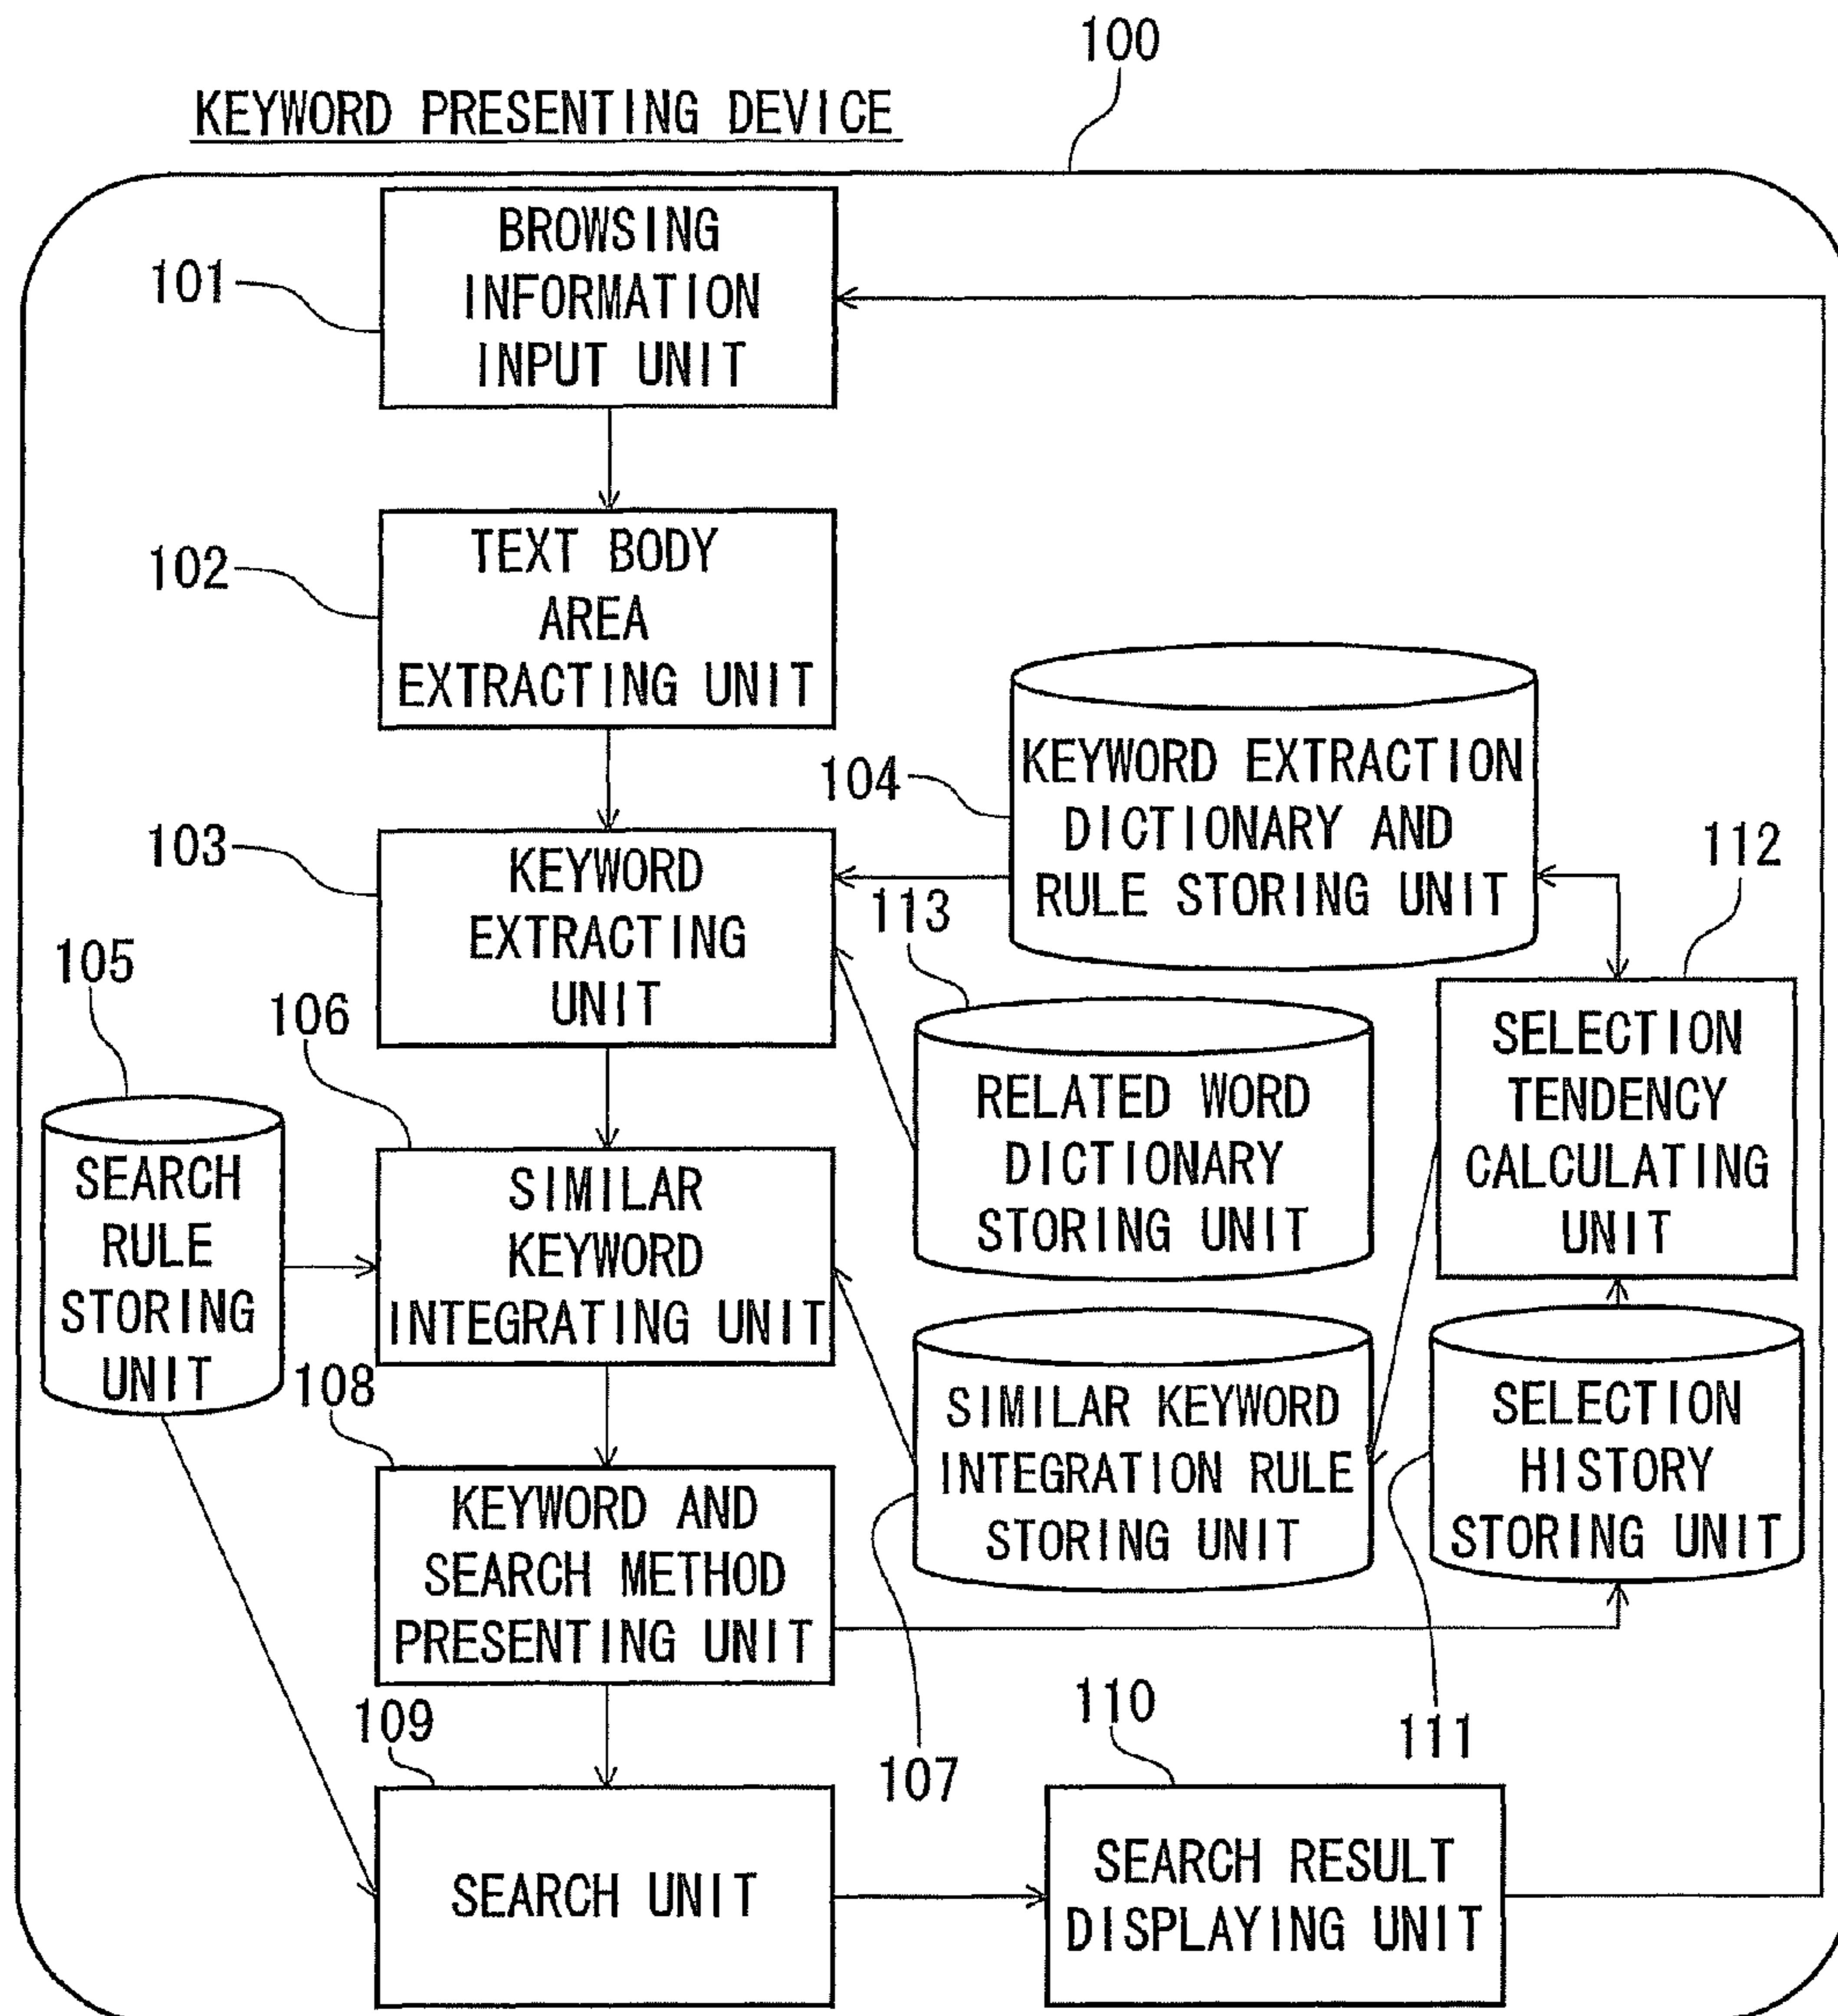 100
KEYWORD PRESENTING DEVICE
101
BROWSING
INFORMATION
INPUT UNIT
102
TEXT BODY
AREA
EXTRACTING UNIT
103
KEYWORD
EXTRACTING
UNIT
104
KEYWORD EXTRACTION
DICTIONARY AND
RULE STORING UNIT
112
SELECTION
TENDENCY
CALCULATING
UNIT
113
RELATED WORD
DICTIONARY
STORING UNIT
105
SEARCH
RULE
STORING
UNIT
106
SIMILAR
KEYWORD
INTEGRATING UNIT
107
SIMILAR KEYWORD
INTEGRATION RULE
STORING UNIT
111
SELECTION
HISTORY
STORING UNIT
108
KEYWORD AND
SEARCH METHOD
PRESENTING UNIT
109
SEARCH UNIT
110
SEARCH RESULT
DISPLAYING UNIT